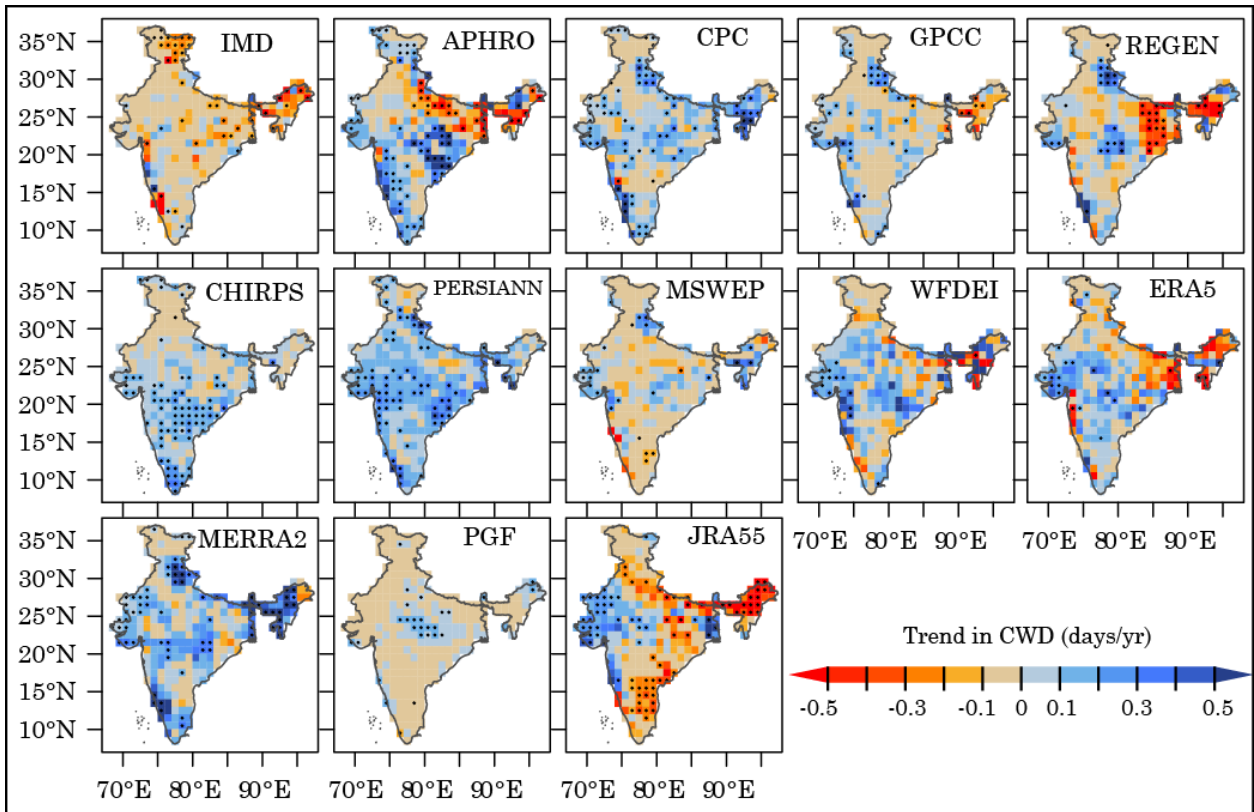 35°N
30°N
25°N
20°N
15°N
10°N
IMD
APHRO
CPC
GPCC
REGEN
35°N
30°N
25°N
20°N
15°N
10°N
CHIRPS
PERSIANN
MSWEP
WFDEI
ERA5
70°E 80°E 90°E
70°E 80°E 90°E
35°N
30°N
25°N
20°N
15°N
10°N
MERRA2
PGF
JRA55
70°E 80°E 90°E
70°E 80°E 90°E
70°E 80°E 90°E
Trend in CWD (days/yr)
-0.5 -0.3 -0.1 0 0.1 0.3 0.5